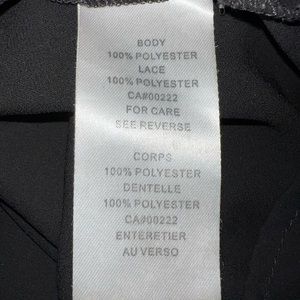 BODY
100% POLYESTER
LACE
100% POLYESTER
CA#00222
FOR CARE
SEE REVERSE
CORPS
100% POLYESTER
DENTELLE
100% POLYESTER
CA#00222
ENTERETIER
AU VERSO